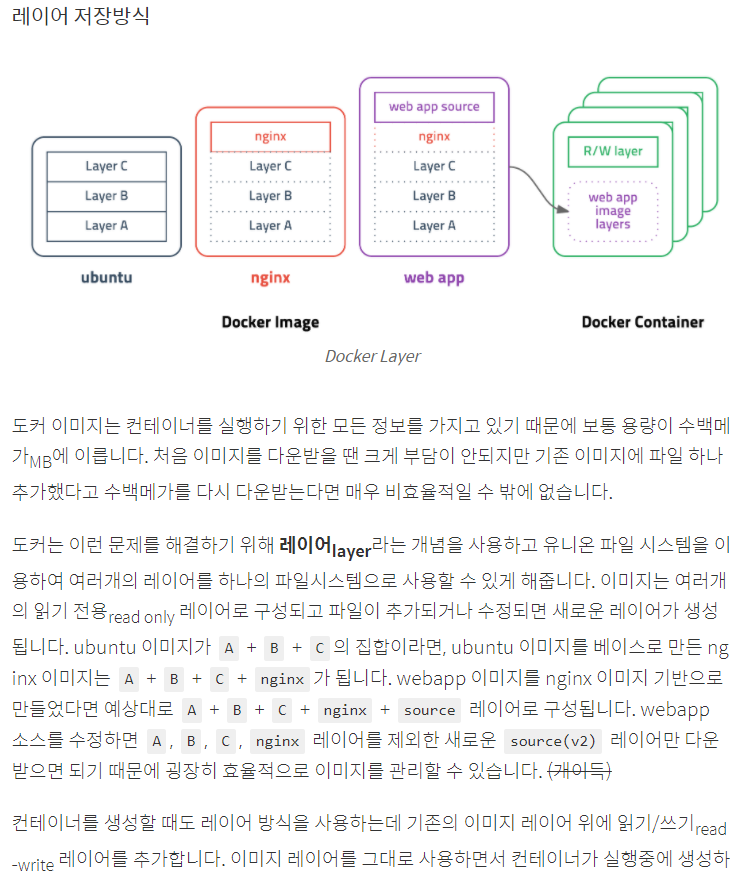 레이어 저장방식
web app source
nginx
nginx
R/W layer
Layer C
Layer C
Layer C
Layer B
Layer B
Layer B
web app
image
layers
Layer A
Layer A
Layer A
ubuntu
nginx
web app
Docker Image
Docker Container
Docker Layer
도커 이미지는 컨테이너를 실행하기 위한 모든 정보를 가지고 있기 때문에 보통 용량이 수백메
가MB에 이릅니다. 처음 이미지를 다운받을 땐 크게 부담이 안되지만 기존 이미지에 파일 하나
추가했다고 수백메가를 다시 다운받는다면 매우 비효율적일 수 밖에 없습니다.
도커는 이런 문제를 해결하기 위해 레이어layer라는 개념을 사용하고 유니온 파일 시스템을 이
용하여 여러개의 레이어를 하나의 파일시스템으로 사용할 수 있게 해줍니다. 이미지는 여러개
의 읽기 전용read only 레이어로 구성되고 파일이 추가되거나 수정되면 새로운 레이어가 생성
됩니다. ubuntu 이미지가 A + B + C 의 집합이라면, ubuntu 이미지를 베이스로 만든 ng
inx 이미지는 A + B + C + nginx 가 됩니다. webapp 이미지를 nginx 이미지 기반으로
만들었다면 예상대로 A + B + C + nginx + source 레이어로 구성됩니다. webapp
소스를 수정하면 A , B , C , nginx 레이어를 제외한 새로운 source(v2) 레이어만 다운
받으면 되기 때문에 굉장히 효율적으로 이미지를 관리할 수 있습니다. (개이득)
컨테이너를 생성할 때도 레이어 방식을 사용하는데 기존의 이미지 레이어 위에 읽기/쓰기read
-write 레이어를 추가합니다. 이미지 레이어를 그대로 사용하면서 컨테이너가 실행중에 생성하